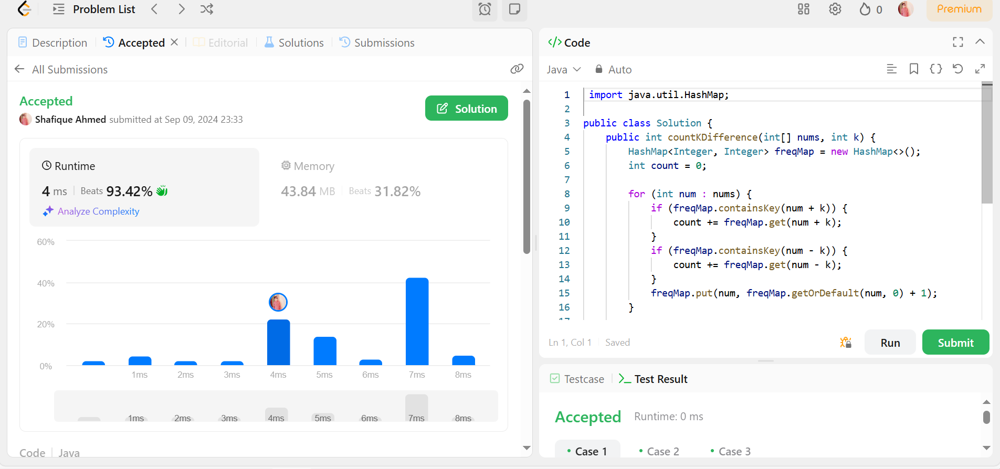 Problem List
0
Premium
Description
Accepted
Editorial
Solutions
Submissions
All Submissions
Accepted
Shafique Ahmed submitted at Sep 09, 2024 23:33
Solution
Runtime
4 ms
Beats 93.42%
Analyze Complexity
Memory
43.84 MB
Beats 31.82%
60%
40%
20%
0%
1ms 2ms 3ms 4ms 5ms 6ms 7ms 8ms
1ms 2ms 3ms 4ms 5ms 6ms 7ms 8ms
Code | Java
</> Code
Java
Auto
1 import java.util.HashMap;
2
3 public class Solution {
4     public int countKDifference(int[] nums, int k) {
5         HashMap<Integer, Integer> freqMap = new HashMap<>();
6         int count = 0;
7
8         for (int num : nums) {
9             if (freqMap.containsKey(num + k)) {
10                 count += freqMap.get(num + k);
11             }
12             if (freqMap.containsKey(num - k)) {
13                 count += freqMap.get(num - k);
14             }
15             freqMap.put(num, freqMap.getOrDefault(num, 0) + 1);
16         }
17
Ln 1, Col 1
Saved
Run
Submit
Testcase
Test Result
Accepted
Runtime: 0 ms
Case 1
Case 2
Case 3